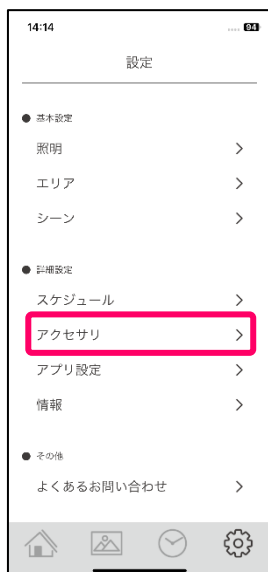 14:14
94
設定
● 基本設定
照明
エリア
シーン
● 詳細設定
スケジュール
アクセサリ
アプリ設定
情報
● その他
よくあるお問い合わせ